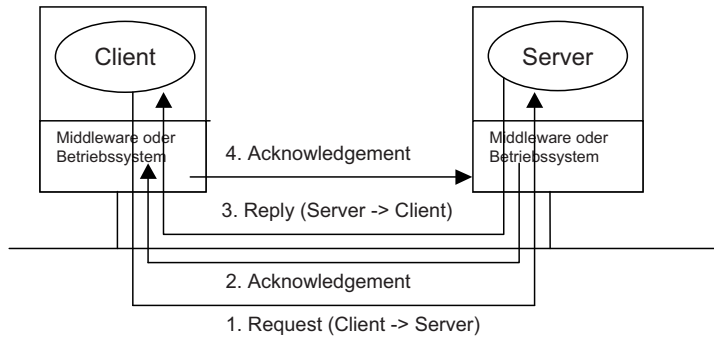 Client
Server
Middleware oder
Betriebssystem
Middleware oder
Betriebssystem
4. Acknowledgement
3. Reply (Server -> Client)
2. Acknowledgement
1. Request (Client -> Server)